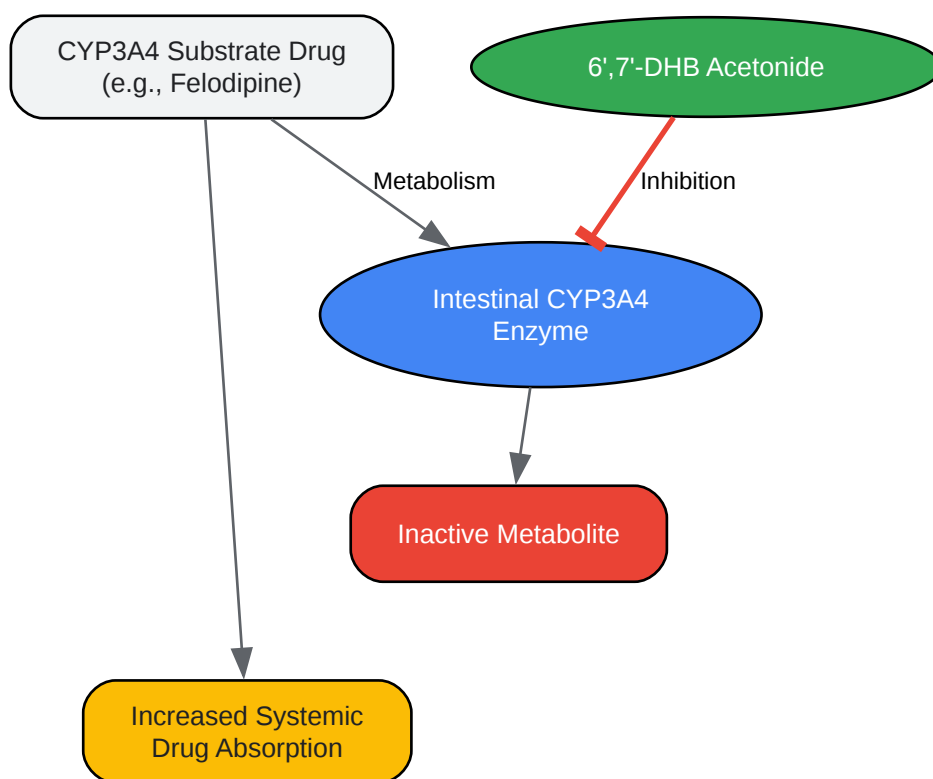 CYP3A4 Substrate Drug
(e.g., Felodipine)
6',7'-DHB Acetonide
Metabolism
Inhibition
Intestinal CYP3A4
Enzyme
Inactive Metabolite
Increased Systemic
Drug Absorption